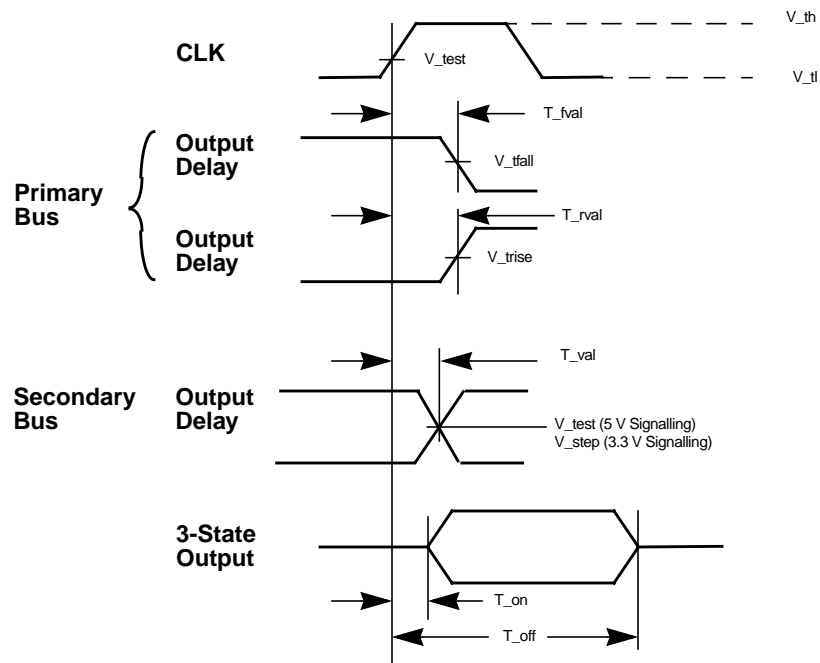 V_th
CLK
V_test
V_tl
T_fval
Output
Delay
V_tfall
Primary
Bus
T_rval
Output
Delay
V_trise
T_val
Secondary
Bus
Output
Delay
V_test (5 V Signalling)
V_step (3.3 V Signalling)
3-State
Output
T_on
T_off